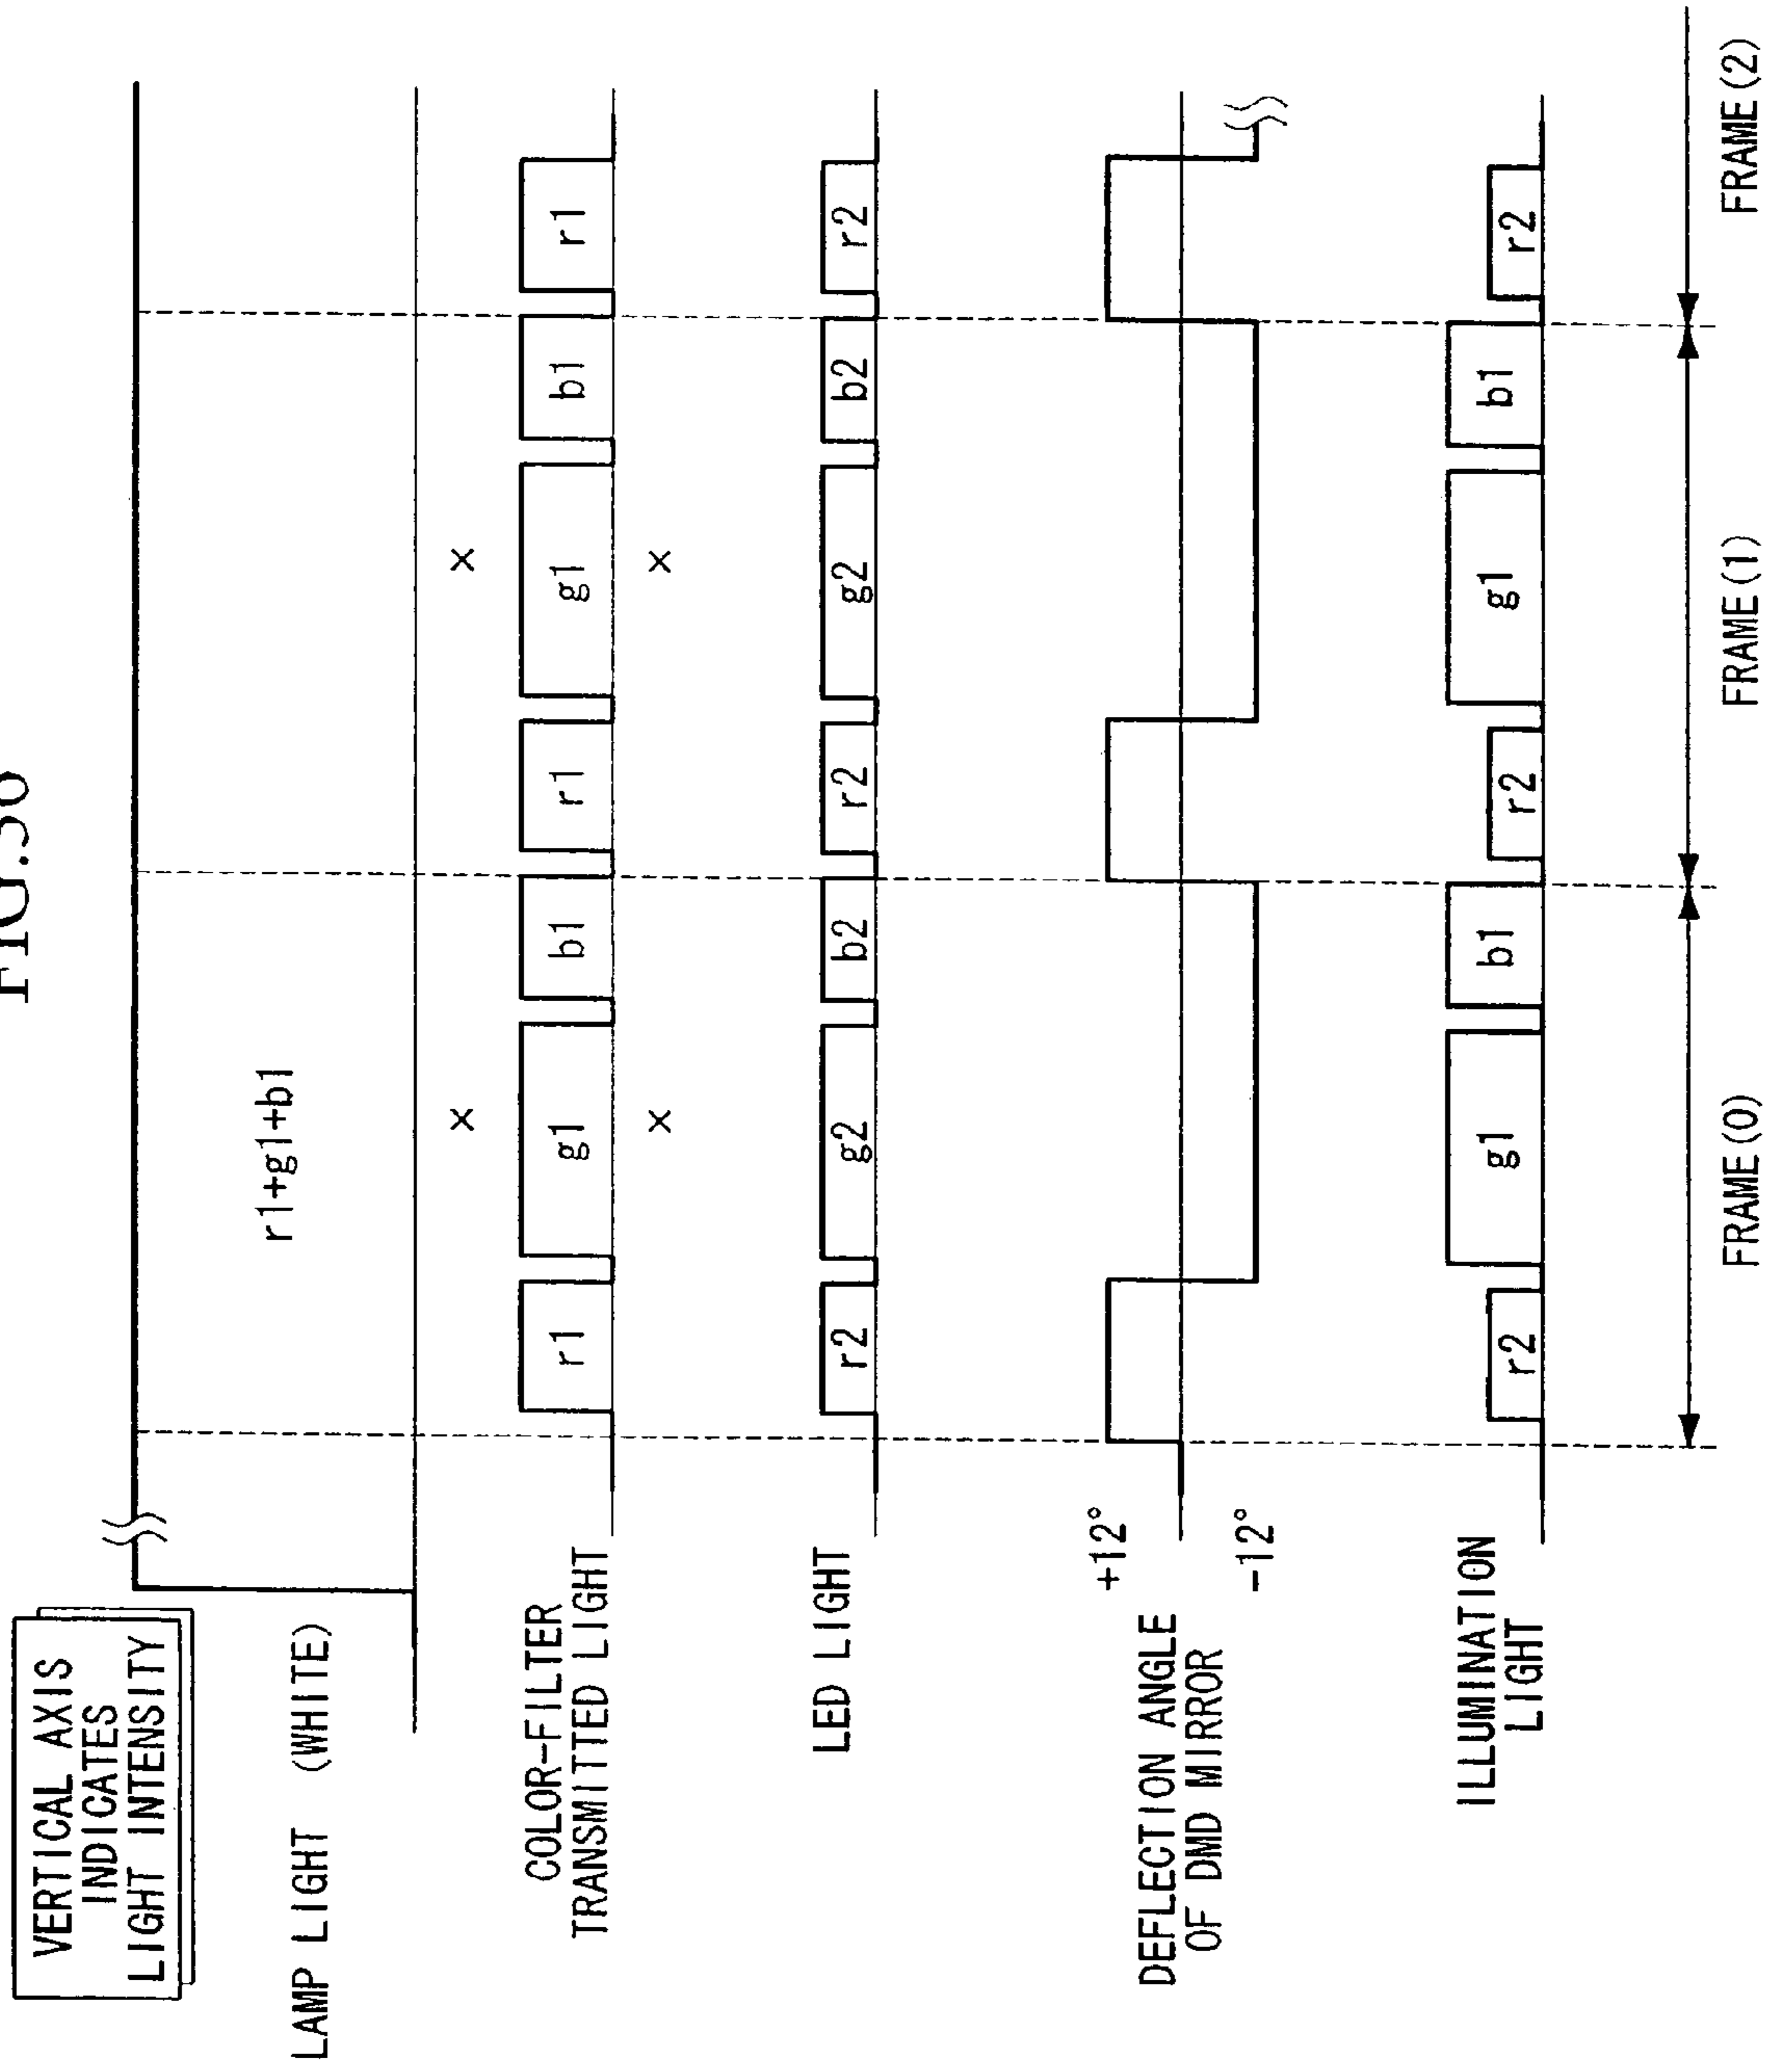 VERTICAL AXIS
INDICATES
LIGHT INTENSITY
LAMP LIGHT (WHITE)
r1+g1+b1
× ×
COLOR-FILTER
TRANSMITTED LIGHT
r1 g1 b1 r1 g1 b1 r1
× ×
LED LIGHT
r2 g2 b2 r2 g2 b2 r2
DEFLECTION ANGLE
OF DMD MIRROR
+12°
-12°
ILLUMINATION
LIGHT
r2 g1 b1 r2 g1 b1 r2
FRAME(0) FRAME(1) FRAME(2)